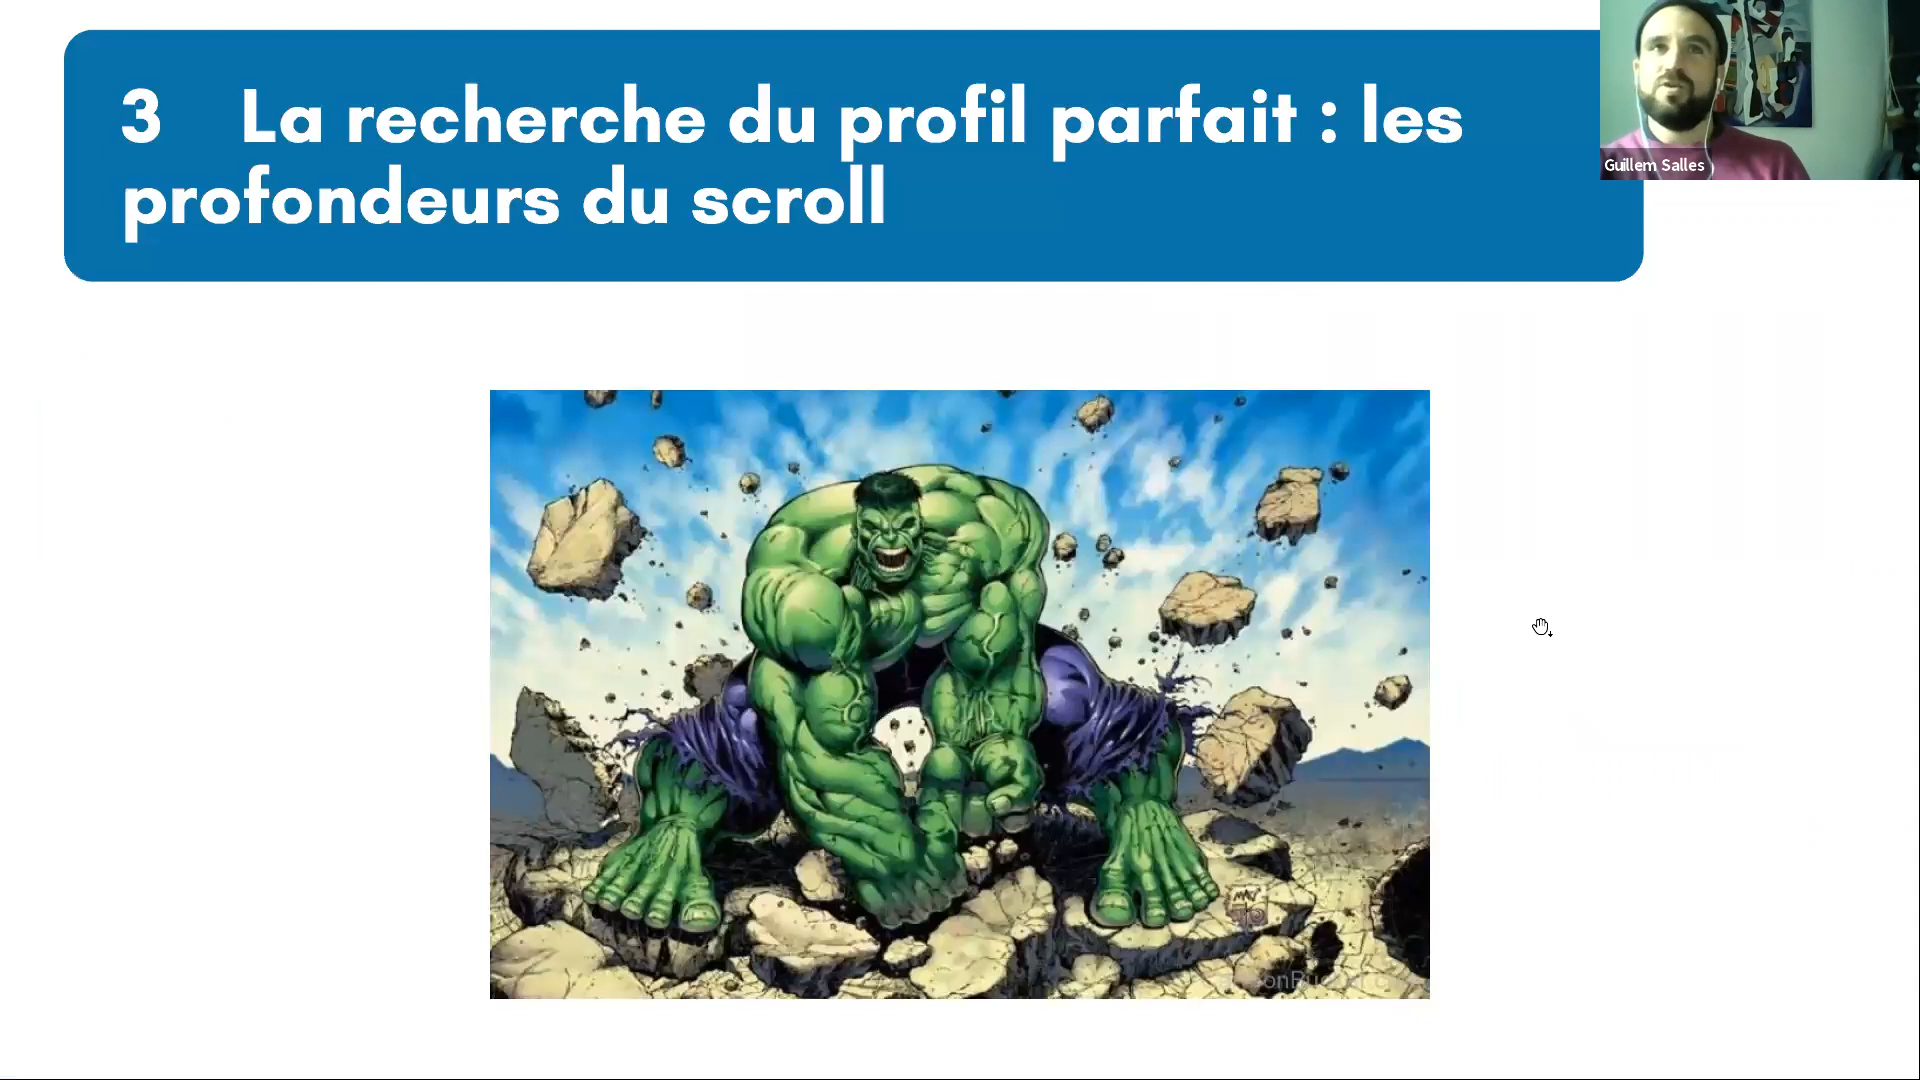 3 La recherche du profil parfait : les
profondeurs du scroll
Guillem Salles